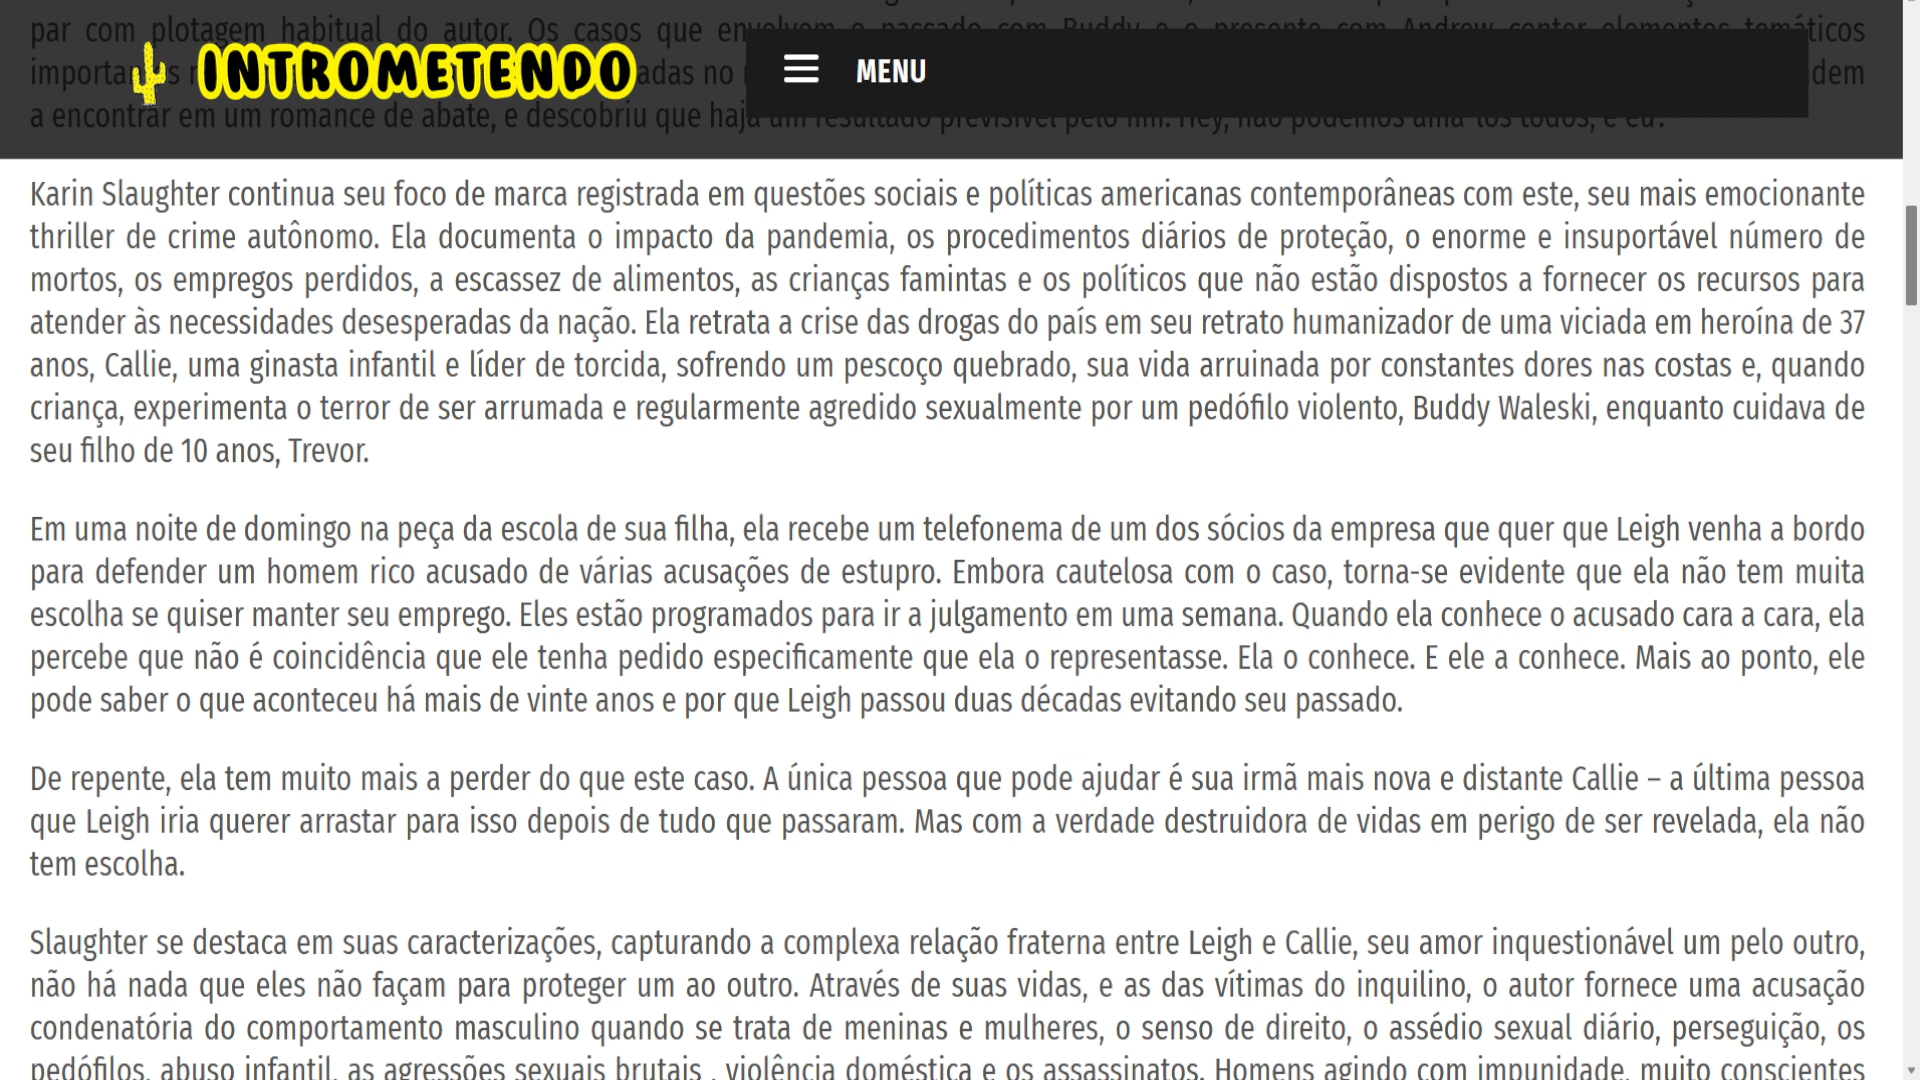 par com plotagem habitual do autor. Os casos que envolvem o passado com Buddy e o presente com Andrew conter elementos temáticos
INTROMETENDO
MENU
a encontrar em um romance de abate, e descobriu que haja um resultado previsível pelo fim. Hey, não podemos amá-los todos, é eu?
Karin Slaughter continua seu foco de marca registrada em questões sociais e políticas americanas contemporâneas com este, seu mais emocionante
thriller de crime autônomo. Ela documenta o impacto da pandemia, os procedimentos diários de proteção, o enorme e insuportável número de
mortos, os empregos perdidos, a escassez de alimentos, as crianças famintas e os políticos que não estão dispostos a fornecer os recursos para
atender às necessidades desesperadas da nação. Ela retrata a crise das drogas do país em seu retrato humanizador de uma viciada em heroína de 37
anos, Callie, uma ginasta infantil e líder de torcida, sofrendo um pescoço quebrado, sua vida arruinada por constantes dores nas costas e, quando
criança, experimenta o terror de ser arrumada e regularmente agredido sexualmente por um pedófilo violento, Buddy Waleski, enquanto cuidava de
seu filho de 10 anos, Trevor.
Em uma noite de domingo na peça da escola de sua filha, ela recebe um telefonema de um dos sócios da empresa que quer que Leigh venha a bordo
para defender um homem rico acusado de várias acusações de estupro. Embora cautelosa com o caso, torna-se evidente que ela não tem muita
escolha se quiser manter seu emprego. Eles estão programados para ir a julgamento em uma semana. Quando ela conhece o acusado cara a cara, ela
percebe que não é coincidência que ele tenha pedido especificamente que ela o representasse. Ela o conhece. E ele a conhece. Mais ao ponto, ele
pode saber o que aconteceu há mais de vinte anos e por que Leigh passou duas décadas evitando seu passado.
De repente, ela tem muito mais a perder do que este caso. A única pessoa que pode ajudar é sua irmã mais nova e distante Callie – a última pessoa
que Leigh iria querer arrastar para isso depois de tudo que passaram. Mas com a verdade destruidora de vidas em perigo de ser revelada, ela não
tem escolha.
Slaughter se destaca em suas caracterizações, capturando a complexa relação fraterna entre Leigh e Callie, seu amor inquestionável um pelo outro,
não há nada que eles não façam para proteger um ao outro. Através de suas vidas, e as das vítimas do inquilino, o autor fornece uma acusação
condenatória do comportamento masculino quando se trata de meninas e mulheres, o senso de direito, o assédio sexual diário, perseguição, os
pedófilos, abuso infantil, as agressões sexuais brutais , violência doméstica e os assassinatos. Homens agindo com impunidade, muito conscientes